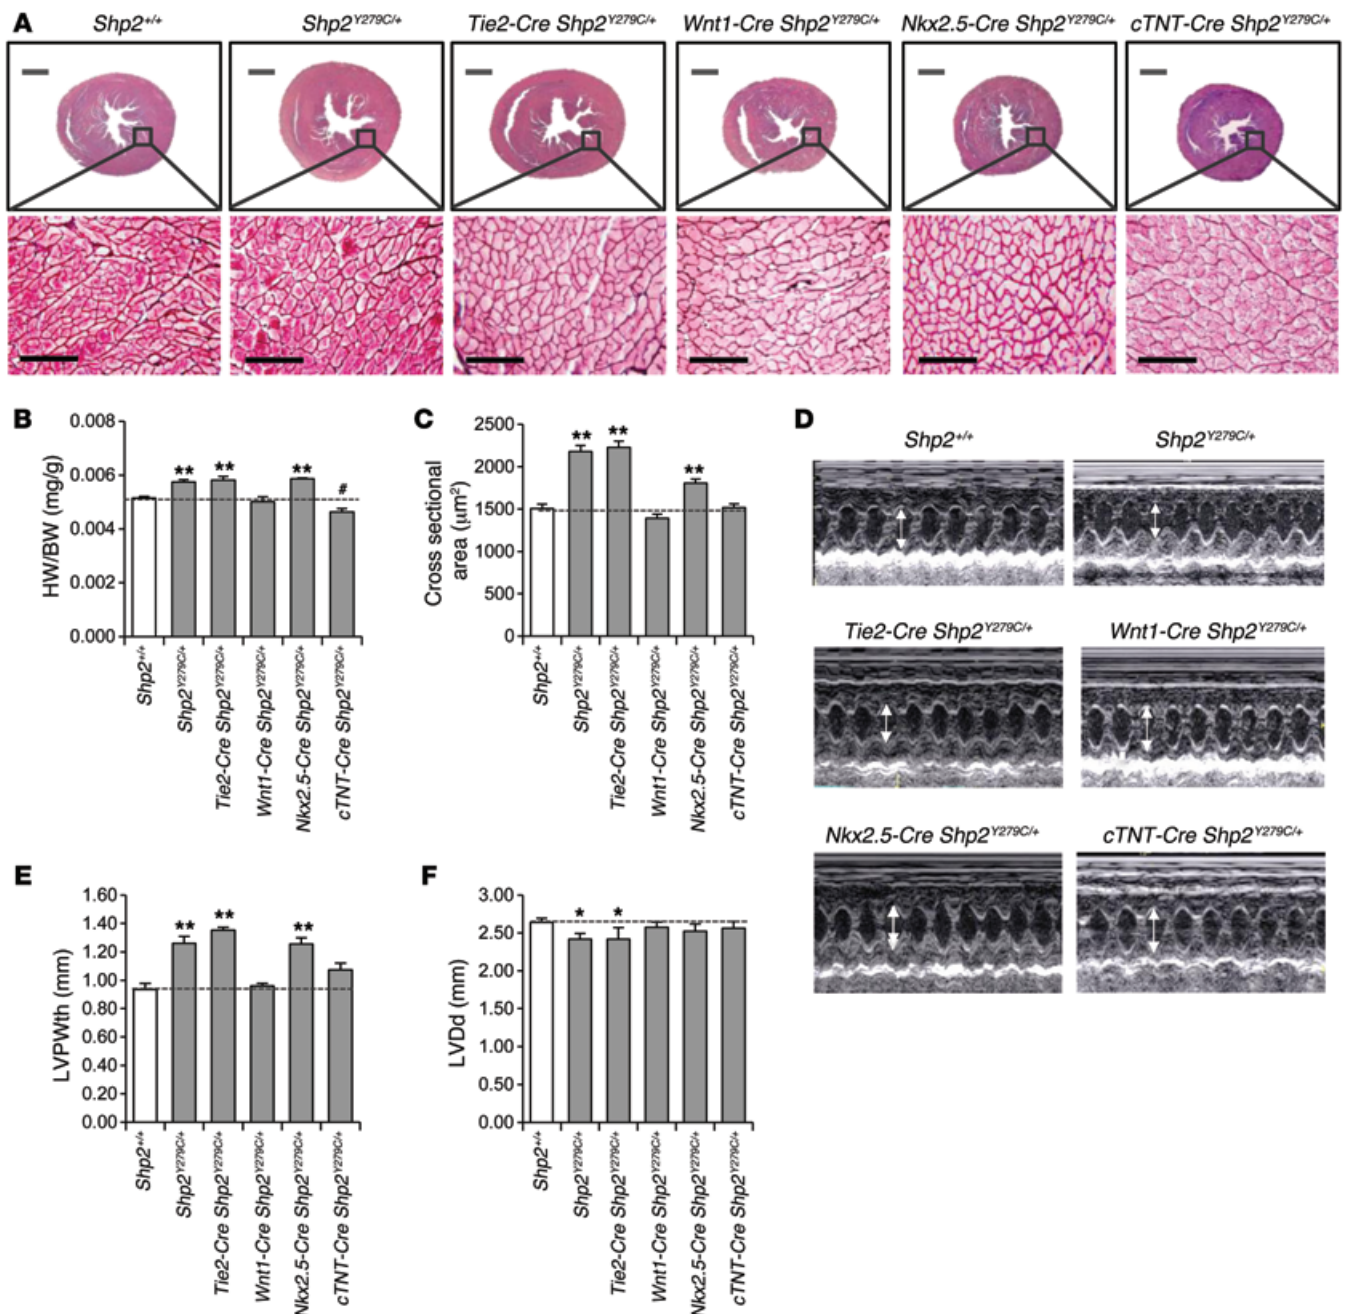 A
Shp2+/+
Shp2Y279C/+
Tie2-Cre Shp2Y279C/+
Wnt1-Cre Shp2Y279C/+
Nkx2.5-Cre Shp2Y279C/+
cTNT-Cre Shp2Y279C/+
B
HW/BW (mg/g)
0.008
0.006
0.004
0.002
0.000
**
**
**
#
Shp2+/+
Shp2Y279C/+
Tie2-Cre Shp2Y279C/+
Wnt1-Cre Shp2Y279C/+
Nkx2.5-Cre Shp2Y279C/+
cTNT-Cre Shp2Y279C/+
C
Cross sectional
area (μm2)
2500
2000
1500
1000
500
0
**
**
**
Shp2+/+
Shp2Y279C/+
Tie2-Cre Shp2Y279C/+
Wnt1-Cre Shp2Y279C/+
Nkx2.5-Cre Shp2Y279C/+
cTNT-Cre Shp2Y279C/+
D
Shp2+/+
Shp2Y279C/+
Tie2-Cre Shp2Y279C/+
Wnt1-Cre Shp2Y279C/+
Nkx2.5-Cre Shp2Y279C/+
cTNT-Cre Shp2Y279C/+
E
LVPWth (mm)
1.60
1.40
1.20
1.00
0.80
0.60
0.40
0.20
0.00
**
**
**
Shp2+/+
Shp2Y279C/+
Tie2-Cre Shp2Y279C/+
Wnt1-Cre Shp2Y279C/+
Nkx2.5-Cre Shp2Y279C/+
cTNT-Cre Shp2Y279C/+
F
LVDd (mm)
3.00
2.50
2.00
1.50
1.00
0.50
0.00
*
*
Shp2+/+
Shp2Y279C/+
Tie2-Cre Shp2Y279C/+
Wnt1-Cre Shp2Y279C/+
Nkx2.5-Cre Shp2Y279C/+
cTNT-Cre Shp2Y279C/+